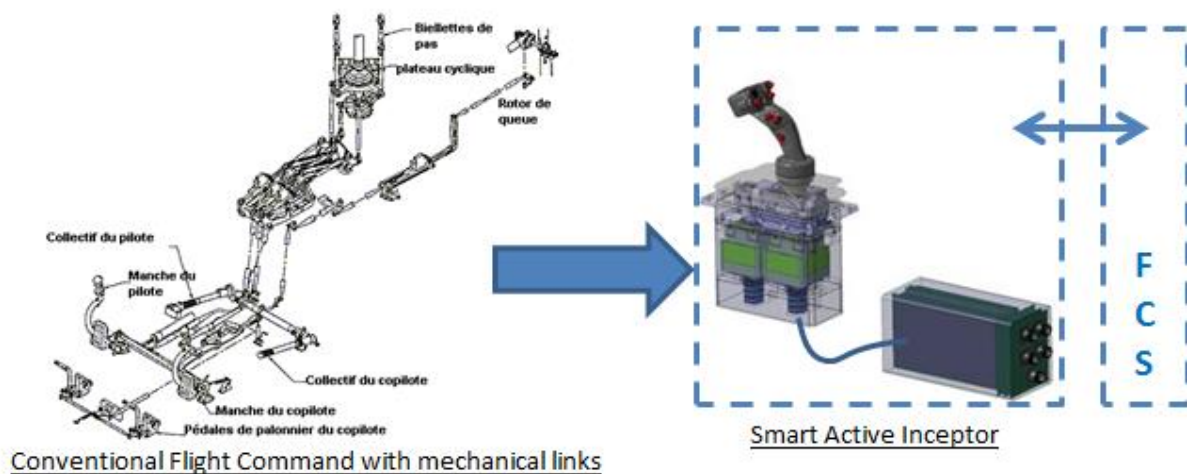 Biellettes de
pas
plateau cyclique
Rotor de
queue
Collectif du pilote
Manche du
pilote
Collectif du copilote
Manche du copilote
Pédales de palonnier du copilote
Conventional Flight Command with mechanical links
Smart Active Inceptor
F
C
S